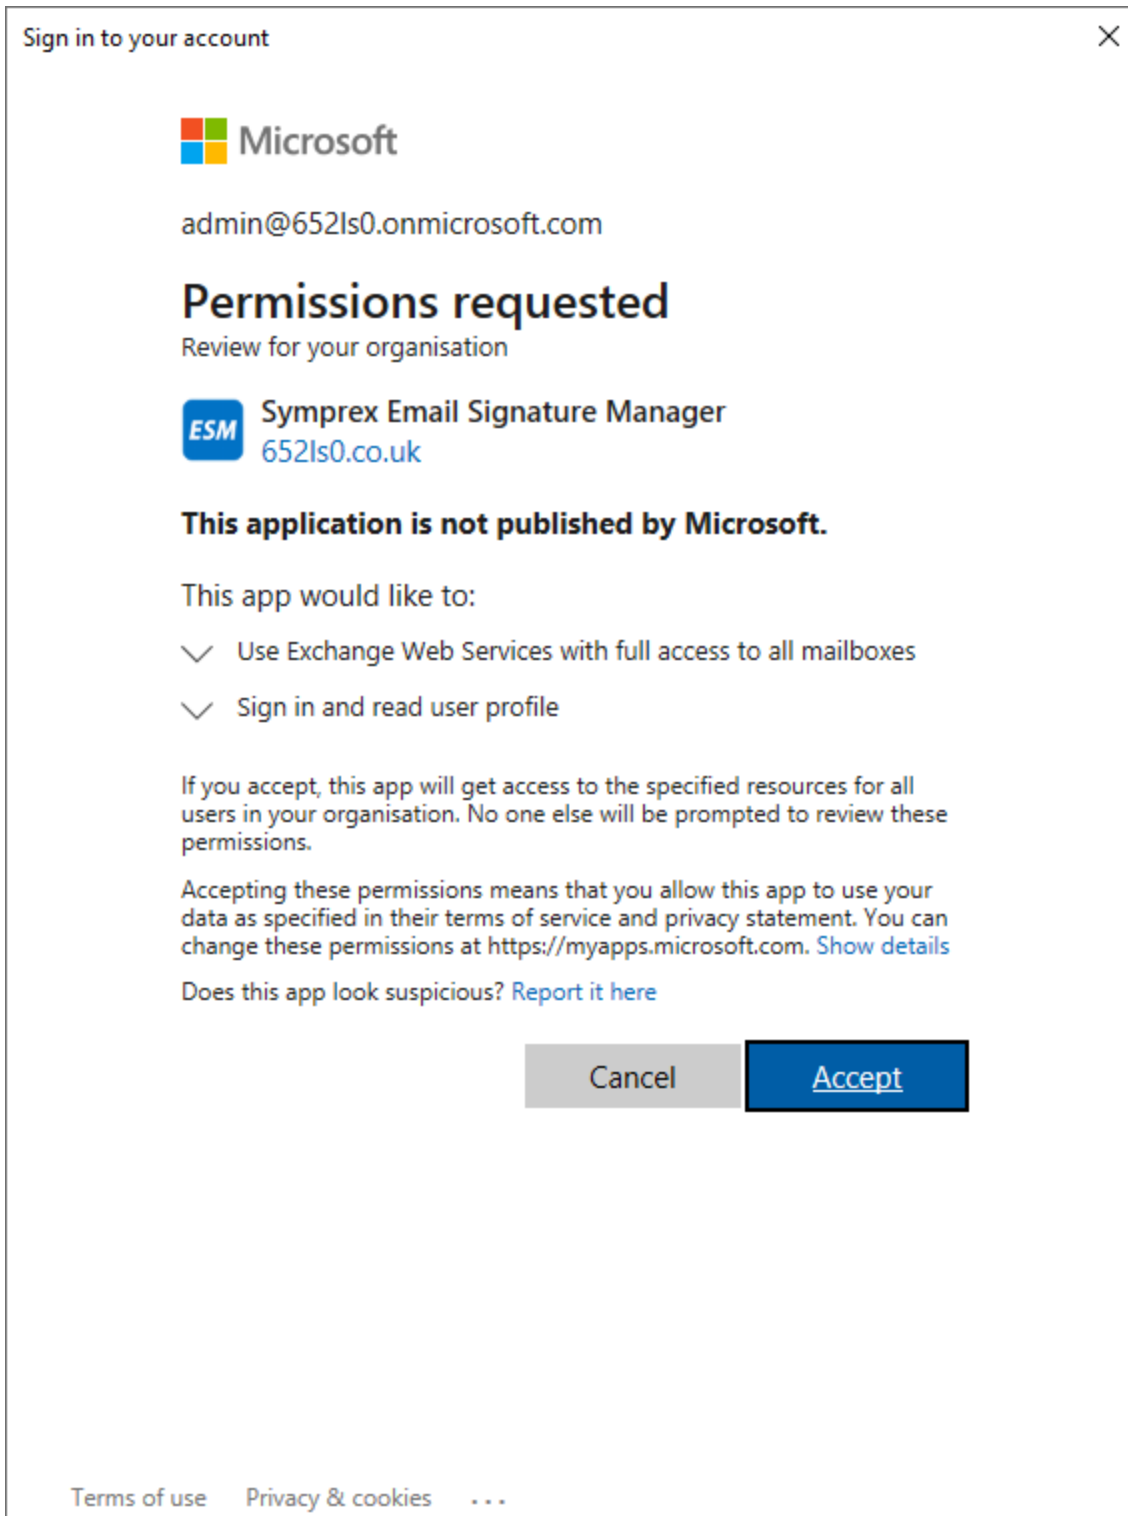 Sign in to your account
Microsoft
admin@652ls0.onmicrosoft.com
Permissions requested
Review for your organisation
ESM
Symprex Email Signature Manager
652ls0.co.uk
This application is not published by Microsoft.
This app would like to:
Use Exchange Web Services with full access to all mailboxes
Sign in and read user profile
If you accept, this app will get access to the specified resources for all
users in your organisation. No one else will be prompted to review these
permissions.
Accepting these permissions means that you allow this app to use your
data as specified in their terms of service and privacy statement. You can
change these permissions at https://myapps.microsoft.com. Show details
Does this app look suspicious? Report it here
Cancel
Accept
Terms of use Privacy & cookies ...